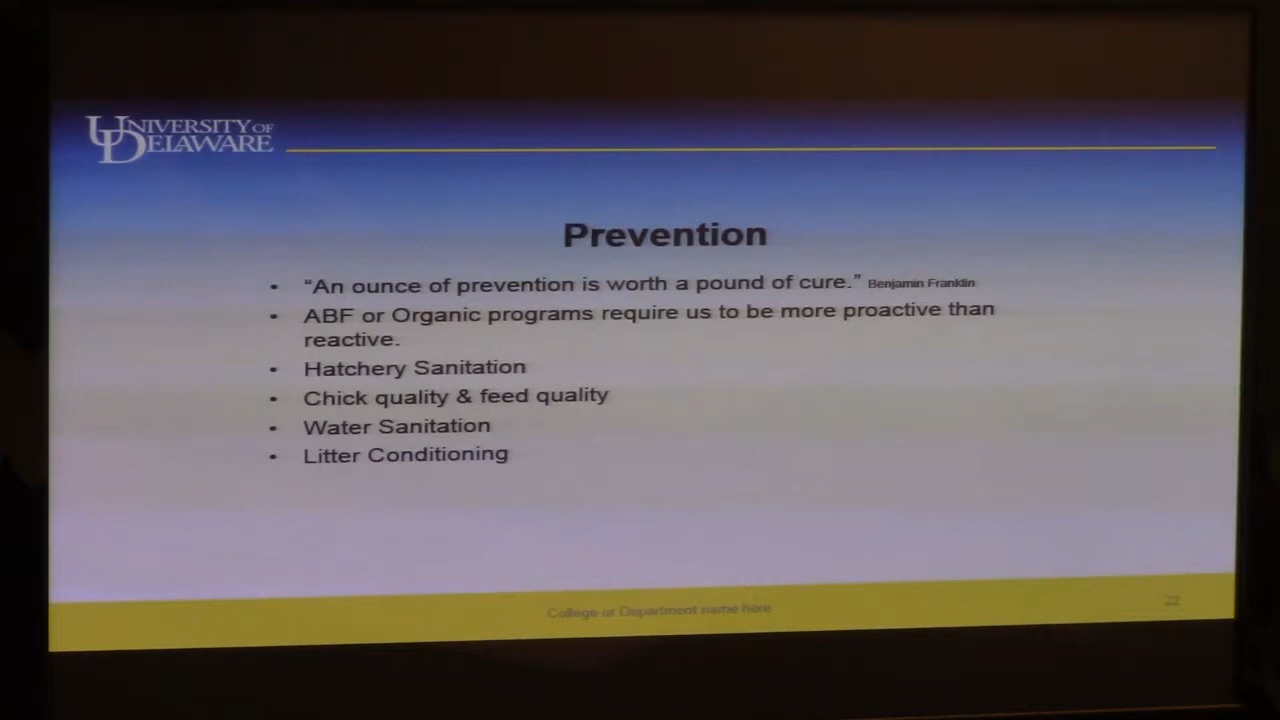 UNIVERSITY OF
DELAWARE
Prevention
• “An ounce of prevention is worth a pound of cure.” Benjamin Franklin
• ABF or Organic programs require us to be more proactive than
reactive.
• Hatchery Sanitation
• Chick quality & feed quality
• Water Sanitation
• Litter Conditioning
College or Department name here
22